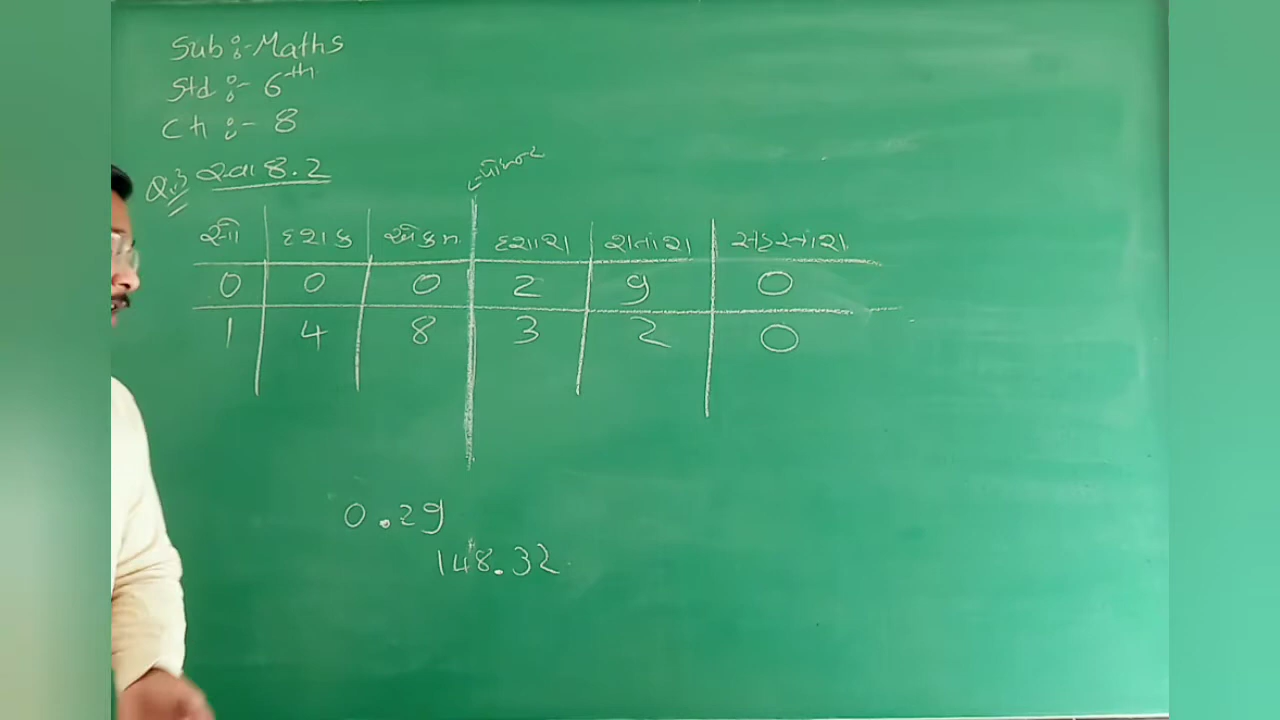 Sub :- Maths
Std :- 6th
Ch :- 8
Q.3 સ્વા 8.2
પોઈન્ટ
સો દશક એકમ દશાંશ શતાંશ સહસ્ત્રાંશ
0 0 0 2 9 0
1 4 8 3 2 0
0.29
148.32